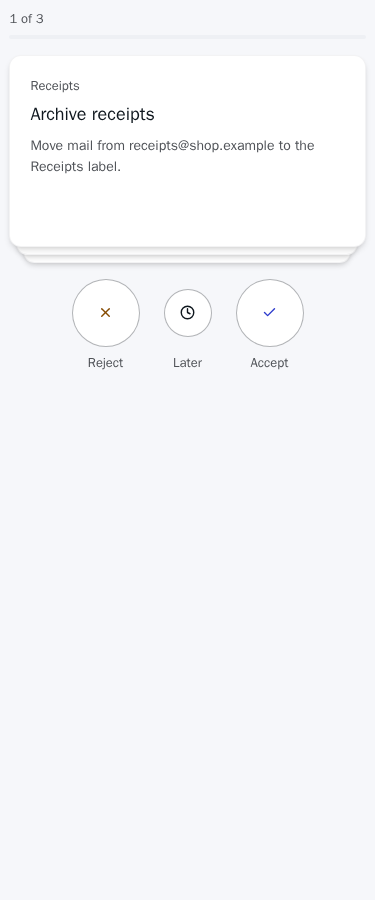 1 of 3
Receipts
Archive receipts
Move mail from receipts@shop.example to the
Receipts label.
Reject
Later
Accept